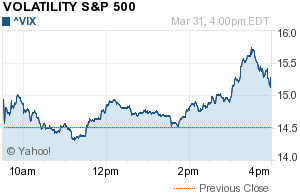 VOLATILITY S&P 500
^VIX
Mar 31, 4:00pm EDT
16.0
15.5
15.0
14.5
14.0
© Yahoo!
10am 12pm 2pm 4pm
Previous Close